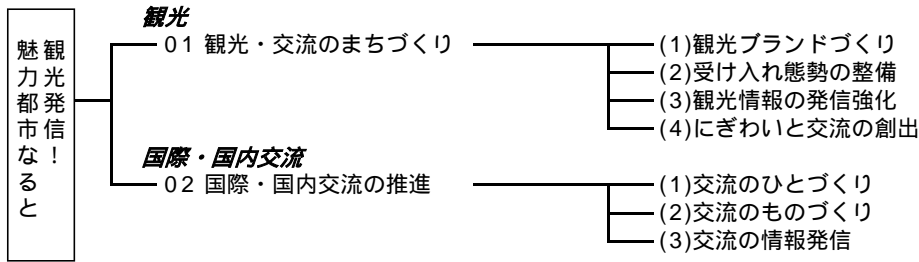 観光発信！
魅力都市なると
観光
01 観光・交流のまちづくり
(1)観光ブランドづくり
(2)受け入れ態勢の整備
(3)観光情報の発信強化
(4)にぎわいと交流の創出
国際・国内交流
02 国際・国内交流の推進
(1)交流のひとづくり
(2)交流のものづくり
(3)交流の情報発信